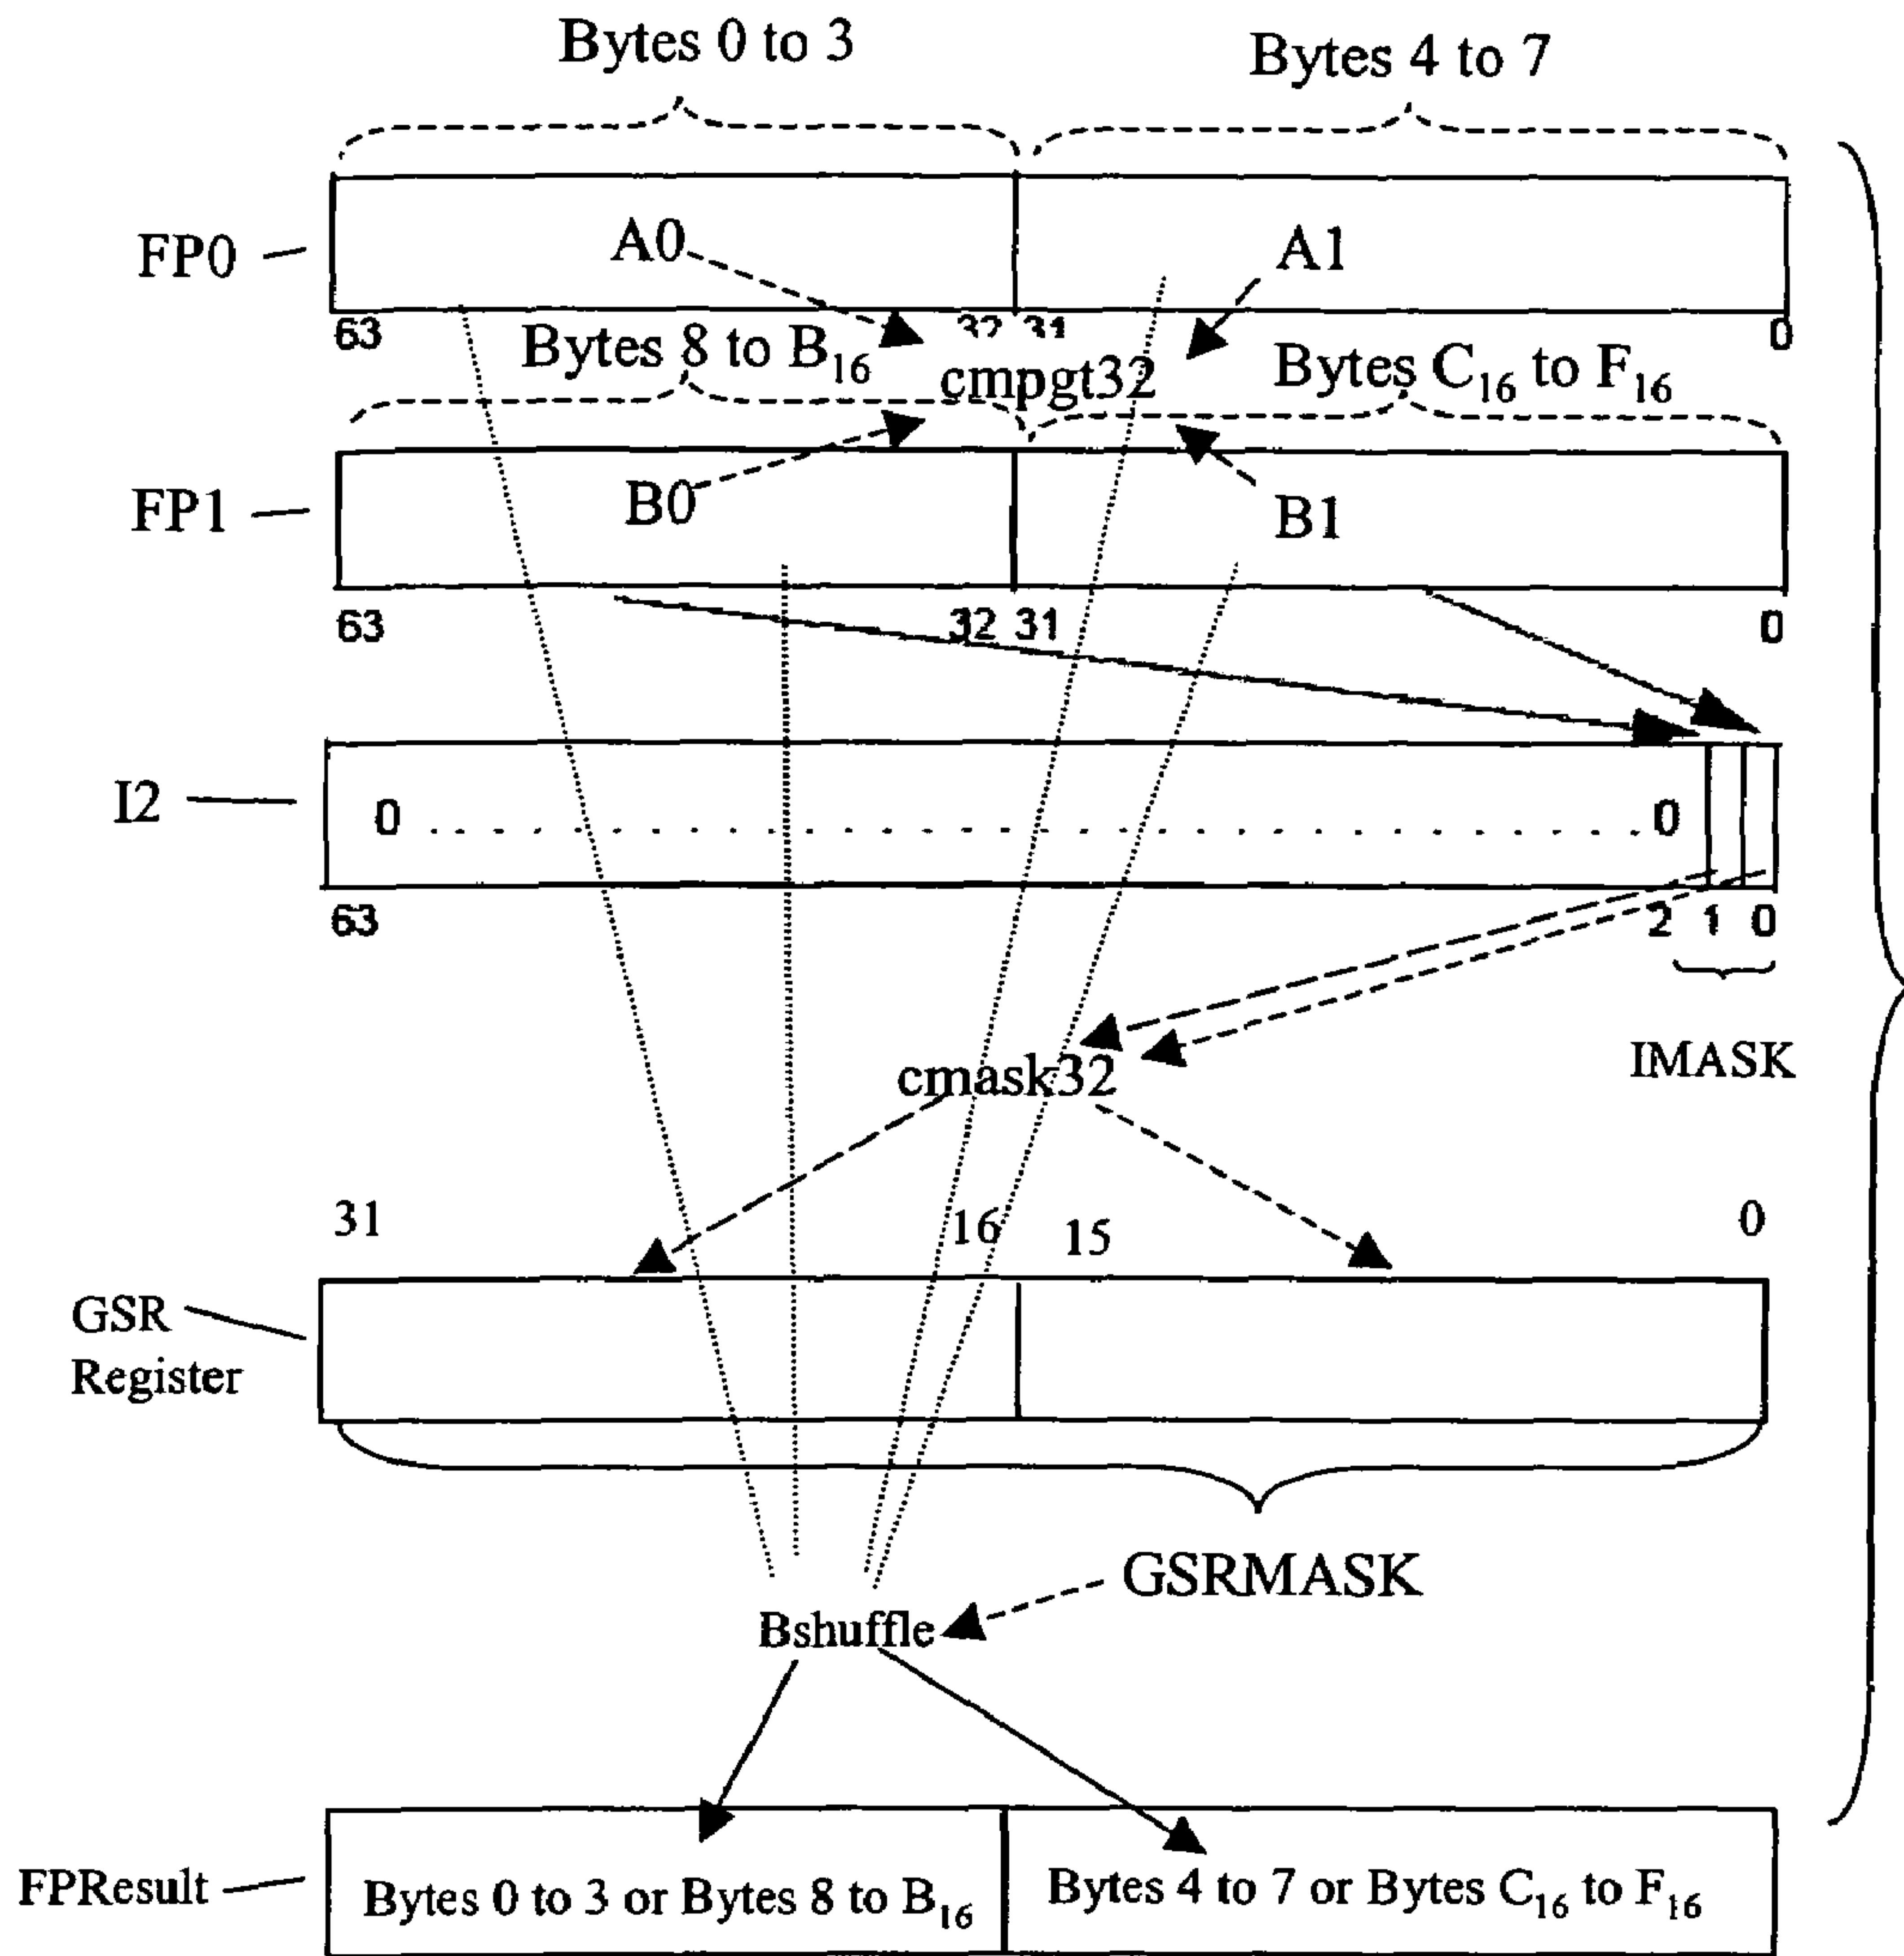 Bytes 0 to 3
Bytes 4 to 7
FP0
A0
A1
63
32 31
0
Bytes 8 to B16
cmpgt32
Bytes C16 to F16
FP1
B0
B1
63
32 31
0
I2
0
0
63
2 1 0
IMASK
cmask32
31
16
15
0
GSR
Register
GSRMASK
Bshuffle
FPResult
Bytes 0 to 3 or Bytes 8 to B16
Bytes 4 to 7 or Bytes C16 to F16